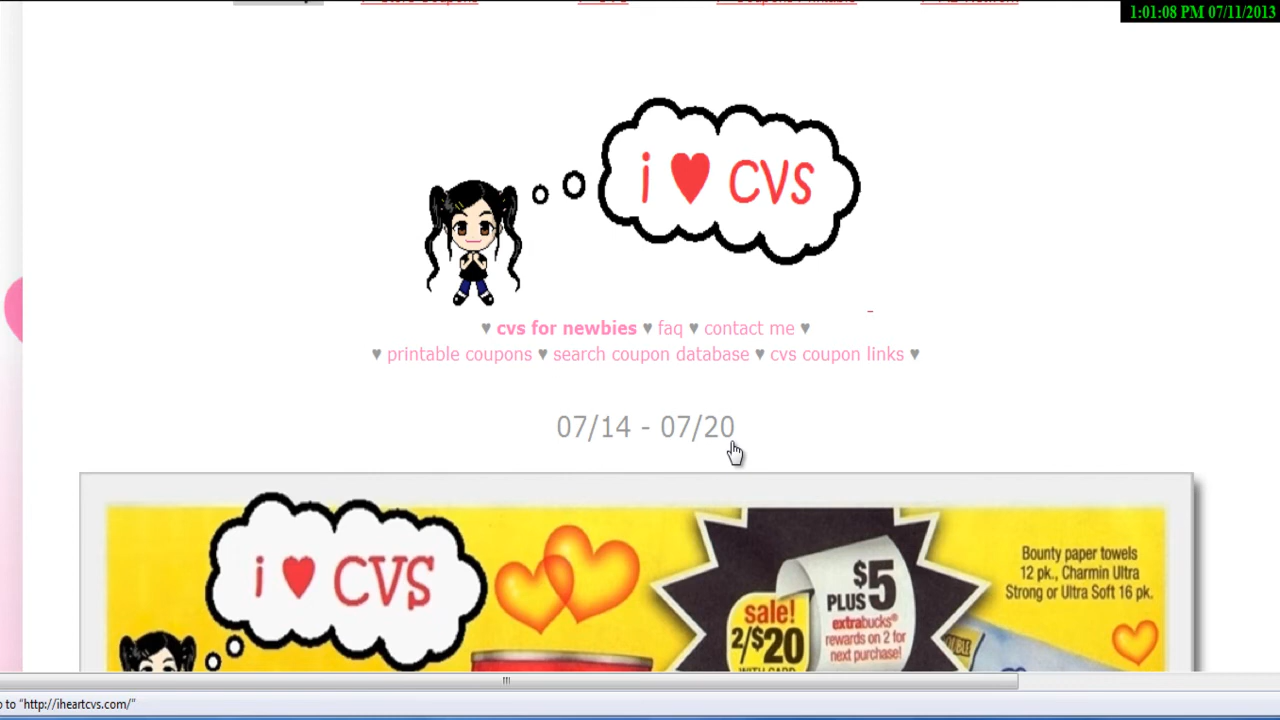 1:01:08 PM 07/11/2013
i ♥ CVS
♥ cvs for newbies ♥ faq ♥ contact me ♥
♥ printable coupons ♥ search coupon database ♥ cvs coupon links ♥
07/14 - 07/20
i ♥ CVS
sale!
2/$20
WITH CARD
$5
PLUS
extrabucks®
rewards on 2 for
next purchase!
Bounty paper towels
12 pk., Charmin Ultra
Strong or Ultra Soft 16 pk.
to "http://iheartcvs.com/"